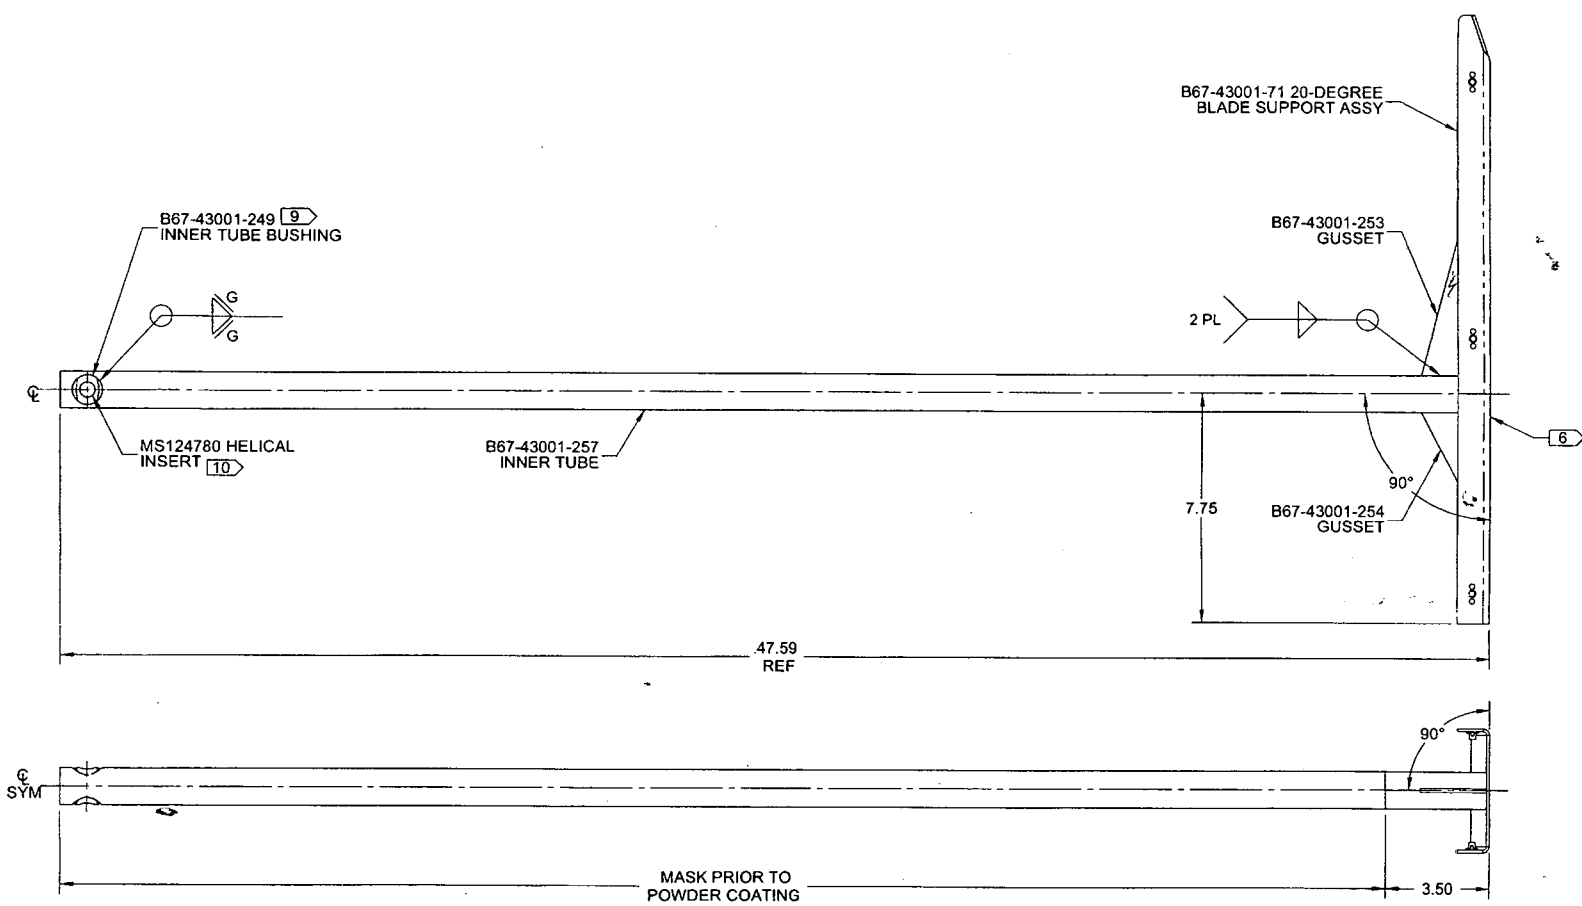 B67-43001-71 20-DEGREE
BLADE SUPPORT ASSY
B67-43001-249 9
INNER TUBE BUSHING
B67-43001-253
GUSSET
G
G
2 PL
℄
MS124780 HELICAL
INSERT 10
B67-43001-257
INNER TUBE
6
90°
7.75
B67-43001-254
GUSSET
47.59
REF
90°
℄
SYM
MASK PRIOR TO
POWDER COATING
3.50